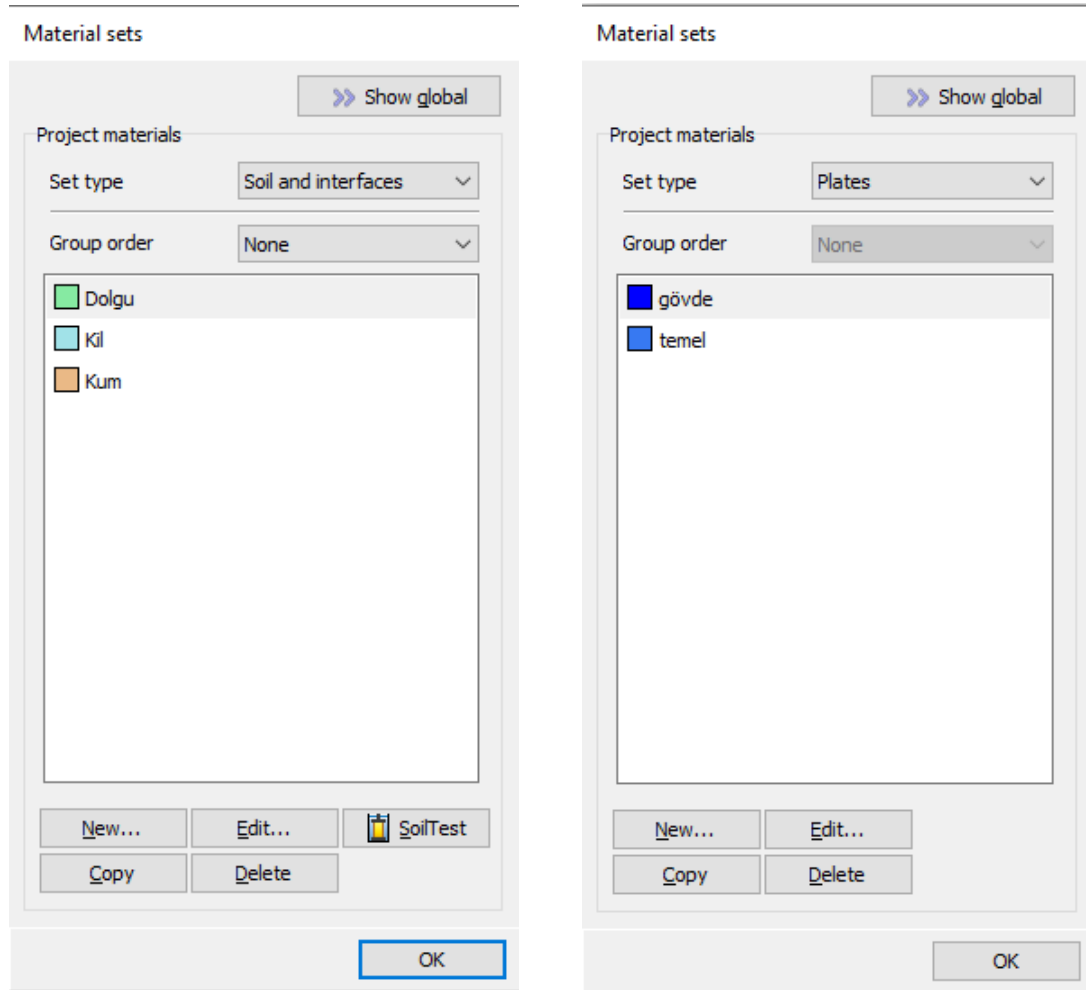 Material sets
Show global
Project materials
Set type Soil and interfaces
Group order None
Dolgu
Kil
Kum
New... Edit... SoilTest
Copy Delete
OK
Material sets
Show global
Project materials
Set type Plates
Group order None
gövde
temel
New... Edit...
Copy Delete
OK